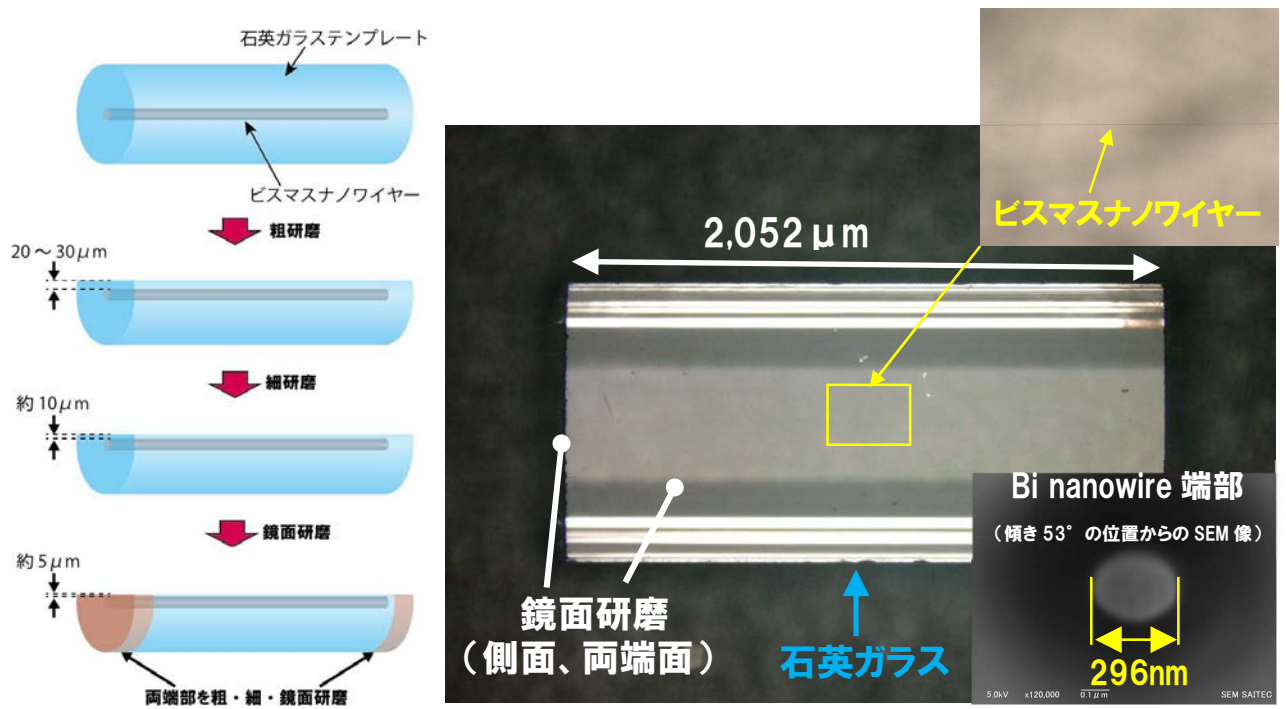 石英ガラステンプレート
ビスマスナノワイヤー
粗研磨
20～30μm
細研磨
約10μm
鏡面研磨
約5μm
両端部を粗・細・鏡面研磨
ビスマスナノワイヤー
2,052μm
鏡面研磨
（側面、両端面）
石英ガラス
Bi nanowire 端部
（傾き53°の位置からのSEM像）
296nm
5.0kV x120,000 0.1μm SEM SAITEC